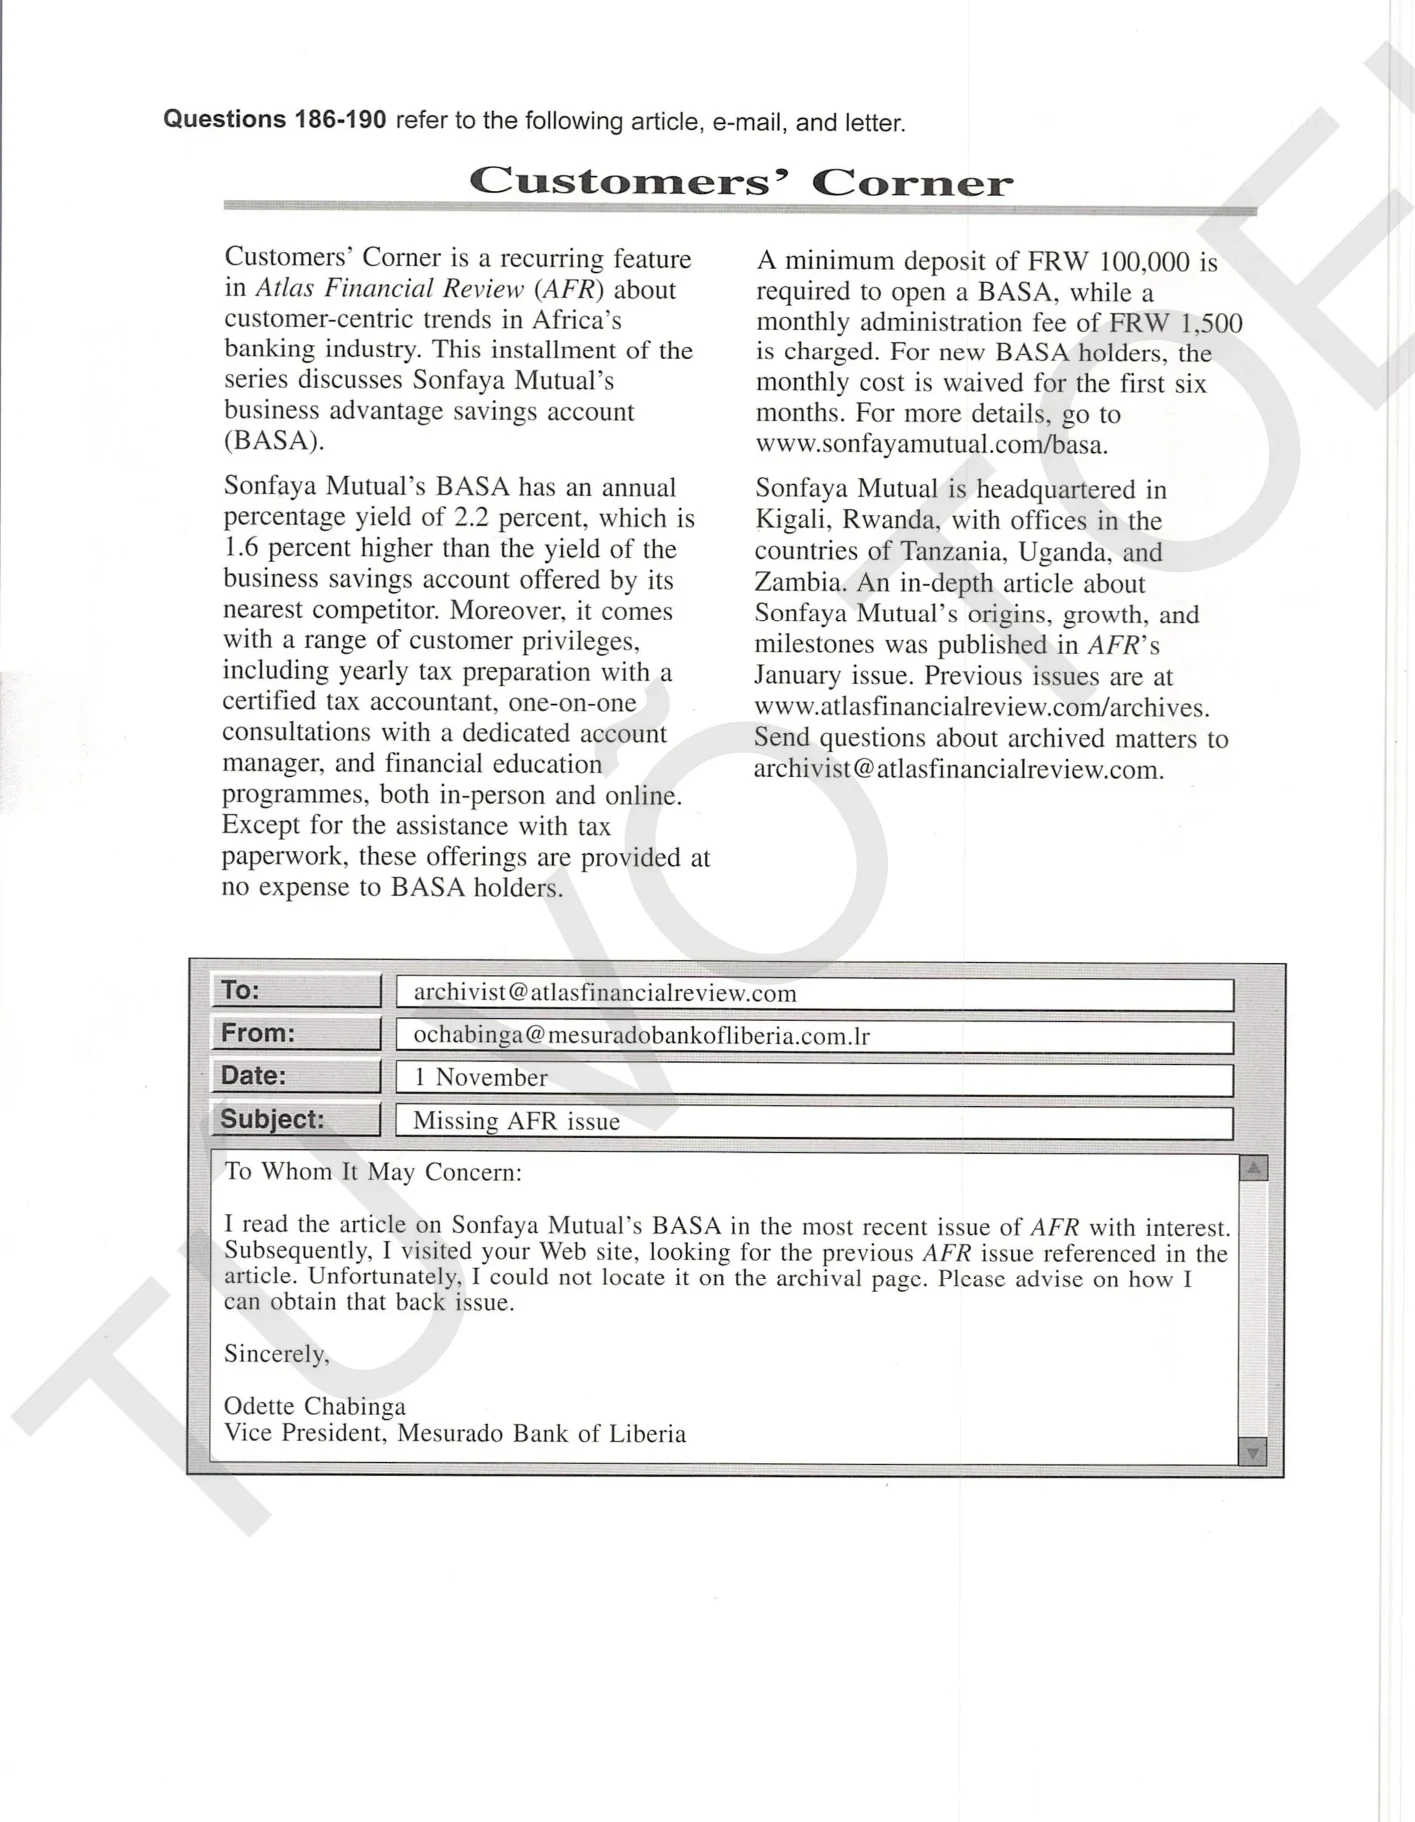 Questions 186-190 refer to the following article, e-mail, and letter.
Customers' Corner
Customers' Corner is a recurring feature
in Atlas Financial Review (AFR) about
customer-centric trends in Africa's
banking industry. This installment of the
series discusses Sonfaya Mutual's
business advantage savings account
(BASA).
Sonfaya Mutual's BASA has an annual
percentage yield of 2.2 percent, which is
1.6 percent higher than the yield of the
business savings account offered by its
nearest competitor. Moreover, it comes
with a range of customer privileges,
including yearly tax preparation with a
certified tax accountant, one-on-one
consultations with a dedicated account
manager, and financial education
programmes, both in-person and online.
Except for the assistance with tax
paperwork, these offerings are provided at
no expense to BASA holders.
A minimum deposit of FRW 100,000 is
required to open a BASA, while a
monthly administration fee of FRW 1,500
is charged. For new BASA holders, the
monthly cost is waived for the first six
months. For more details, go to
www.sonfayamutual.com/basa.
Sonfaya Mutual is headquartered in
Kigali, Rwanda, with offices in the
countries of Tanzania, Uganda, and
Zambia. An in-depth article about
Sonfaya Mutual's origins, growth, and
milestones was published in AFR's
January issue. Previous issues are at
www.atlasfinancialreview.com/archives.
Send questions about archived matters to
archivist@atlasfinancialreview.com.
To: archivist@atlasfinancialreview.com
From: ochabinga@mesuradobankofliberia.com.lr
Date: 1 November
Subject: Missing AFR issue
To Whom It May Concern:
I read the article on Sonfaya Mutual's BASA in the most recent issue of AFR with interest.
Subsequently, I visited your Web site, looking for the previous AFR issue referenced in the
article. Unfortunately, I could not locate it on the archival page. Please advise on how I
can obtain that back issue.
Sincerely,
Odette Chabinga
Vice President, Mesurado Bank of Liberia